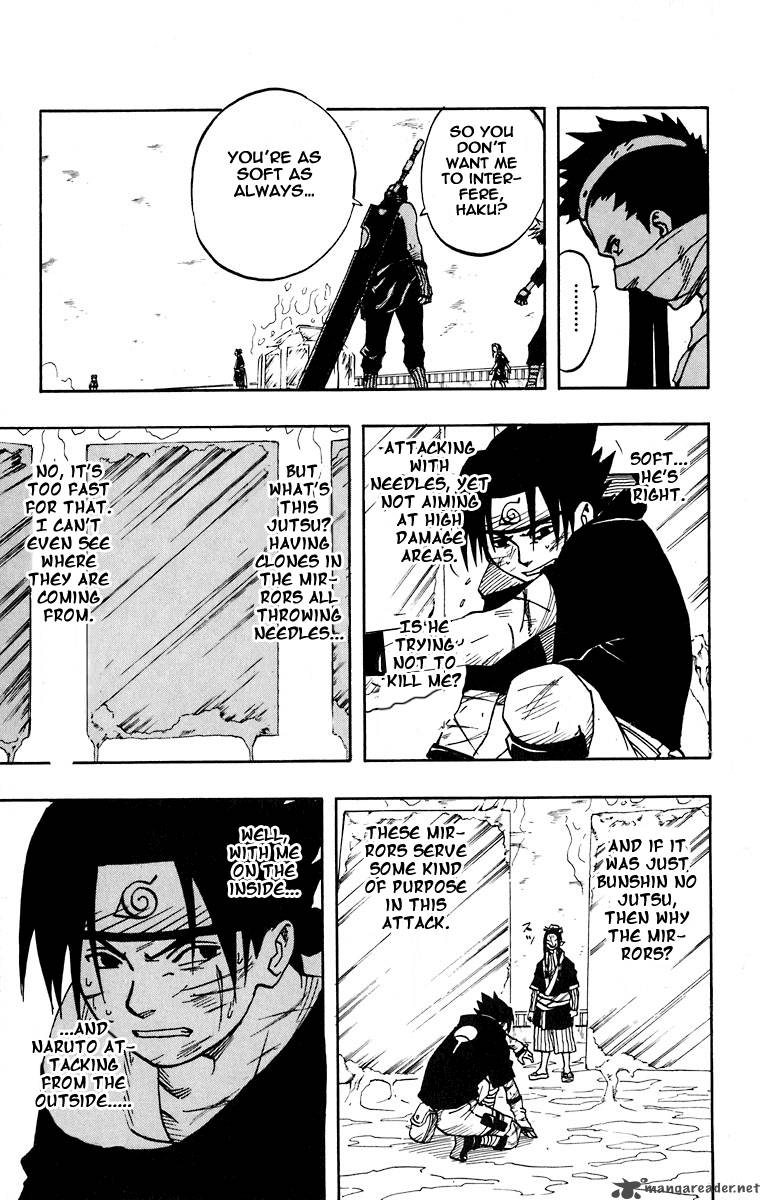 .........
SO YOU
DON'T
WANT ME
TO INTER-
FERE,
HAKU?
YOU'RE AS
SOFT AS
ALWAYS...
SOFT...
HE'S
RIGHT.
ATTACKING
WITH
NEEDLES, YET
NOT AIMING
AT HIGH
DAMAGE
AREAS.
IS HE
TRYING
NOT TO
KILL ME?
BUT
WHAT'S
THIS
JUTSU?
HAVING
CLONES IN
THE MIR-
RORS ALL
THROWING
NEEDLES...
NO, IT'S
TOO FAST
FOR THAT.
I CAN'T
EVEN SEE
WHERE
THEY ARE
COMING
FROM.
AND IF IT
WAS JUST
BUNSHIN NO
JUTSU,
THEN WHY
THE MIR-
RORS?
THESE MIR-
RORS SERVE
SOME KIND
OF PURPOSE
IN THIS
ATTACK.
スッ
WELL,
WITH ME
ON THE
INSIDE...
...AND
NARUTO AT-
TACKING
FROM THE
OUTSIDE.....
mangareader.net